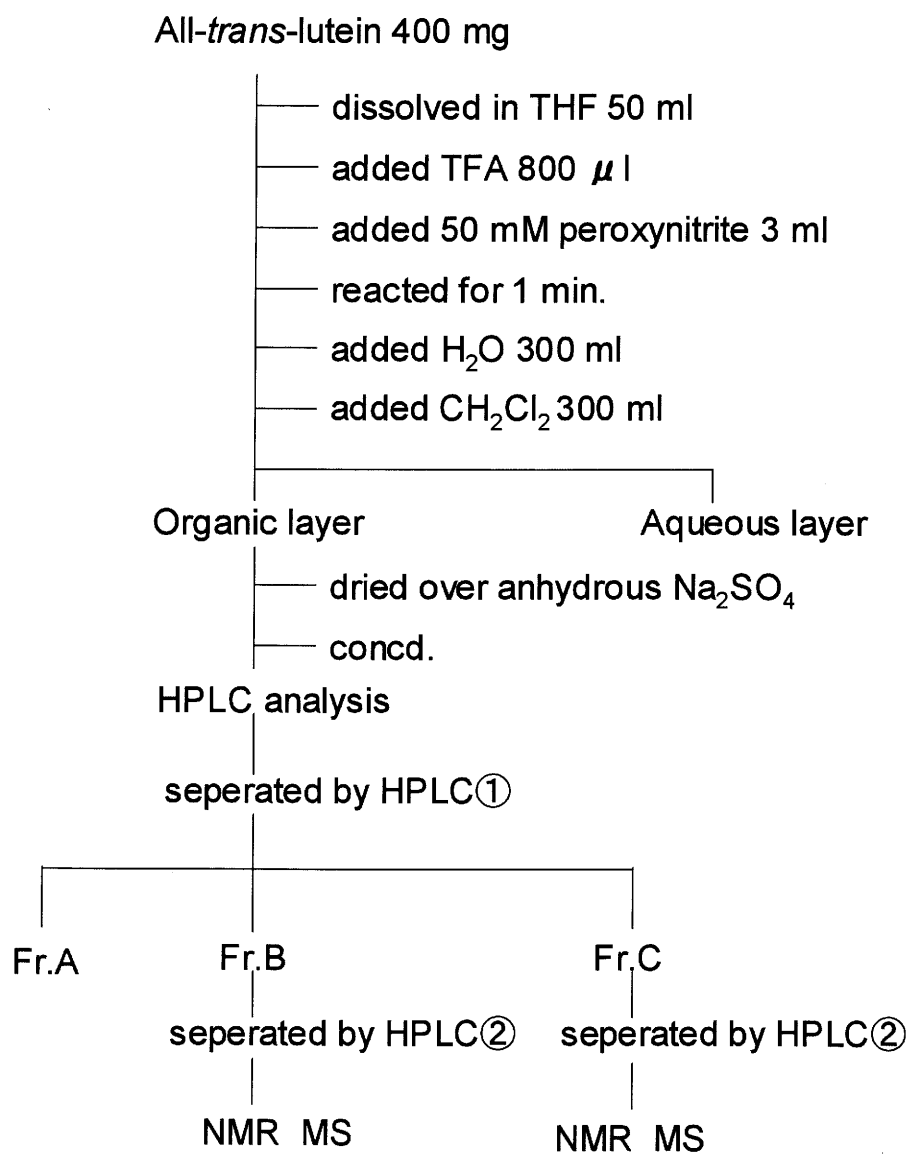 All-trans-lutein 400 mg
dissolved in THF 50 ml
added TFA 800 μl
added 50 mM peroxynitrite 3 ml
reacted for 1 min.
added H₂O 300 ml
added CH₂Cl₂ 300 ml
Organic layer Aqueous layer
dried over anhydrous Na₂SO₄
concd.
HPLC analysis
seperated by HPLC①
Fr.A Fr.B Fr.C
seperated by HPLC② seperated by HPLC②
NMR MS NMR MS